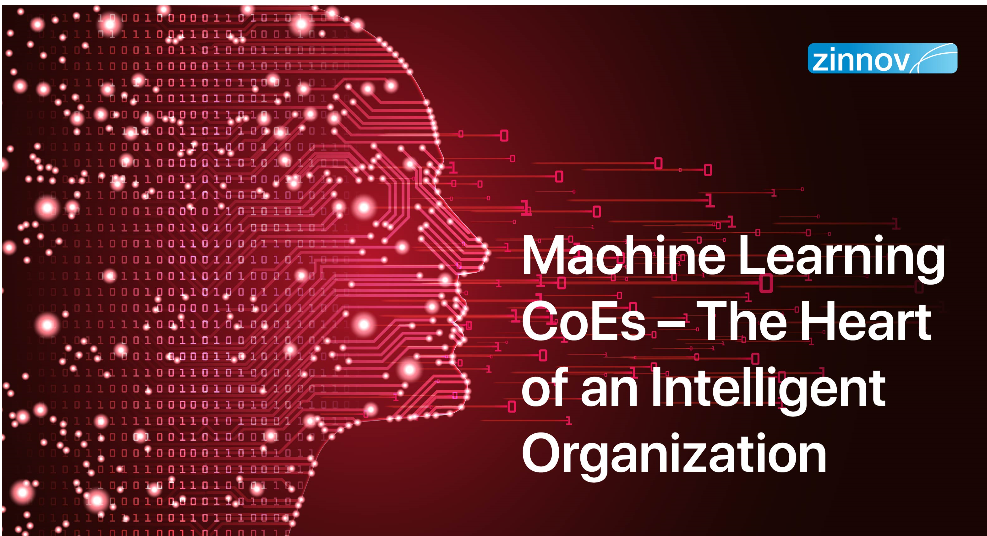 zinnov
Machine Learning
CoEs – The Heart
of an Intelligent
Organization